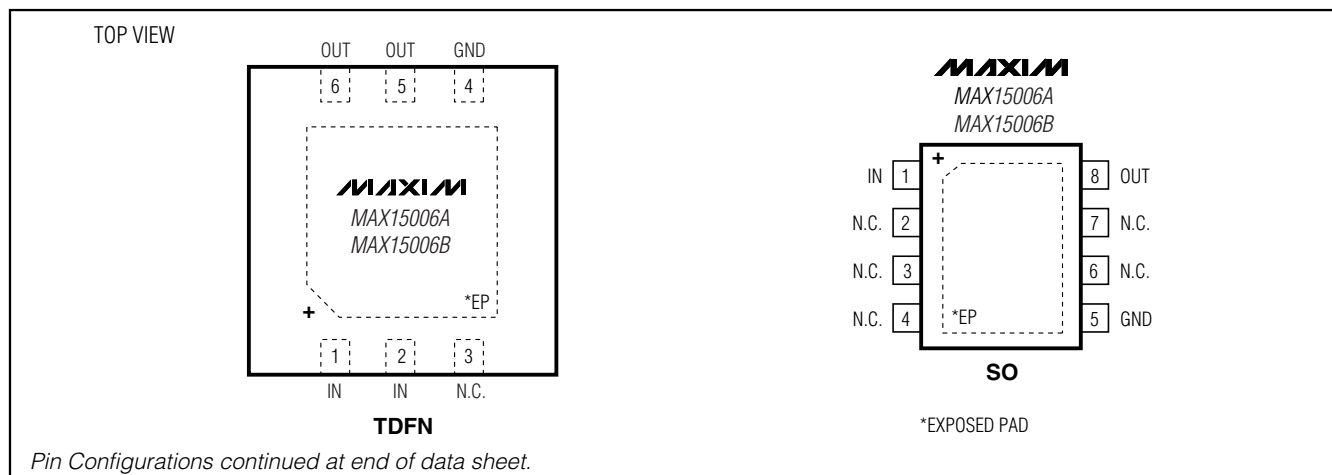 TOP VIEW
OUT OUT GND
6 5 4
MAXIM
MAX15006A
MAX15006B
*EP
+
1 2 3
IN IN N.C.
TDFN
MAXIM
MAX15006A
MAX15006B
+
IN 1 8 OUT
N.C. 2 7 N.C.
N.C. 3 6 N.C.
N.C. 4 *EP 5 GND
SO
*EXPOSED PAD
Pin Configurations continued at end of data sheet.